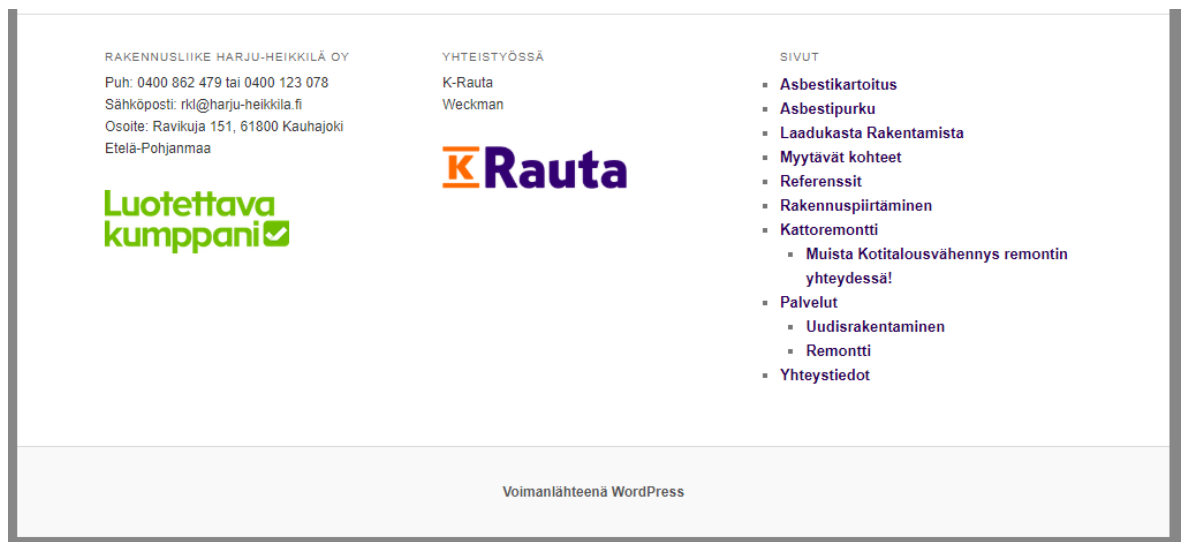 RAKENNUSLIIKE HARJU-HEIKKILÄ OY
Puh: 0400 862 479 tai 0400 123 078
Sähköposti: rkl@harju-heikkila.fi
Osoite: Ravikuja 151, 61800 Kauhajoki
Etelä-Pohjanmaa
Luotettava
kumppani
YHTEISTYÖSSÄ
K-Rauta
Weckman
K Rauta
SIVUT
Asbestikartoitus
Asbestipurku
Laadukasta Rakentamista
Myytävät kohteet
Referenssit
Rakennuspiirtäminen
Kattoremontti
Muista Kotitalousvähennys remontin
yhteydessä!
Palvelut
Uudisrakentaminen
Remontti
Yhteystiedot
Voimanlähteenä WordPress